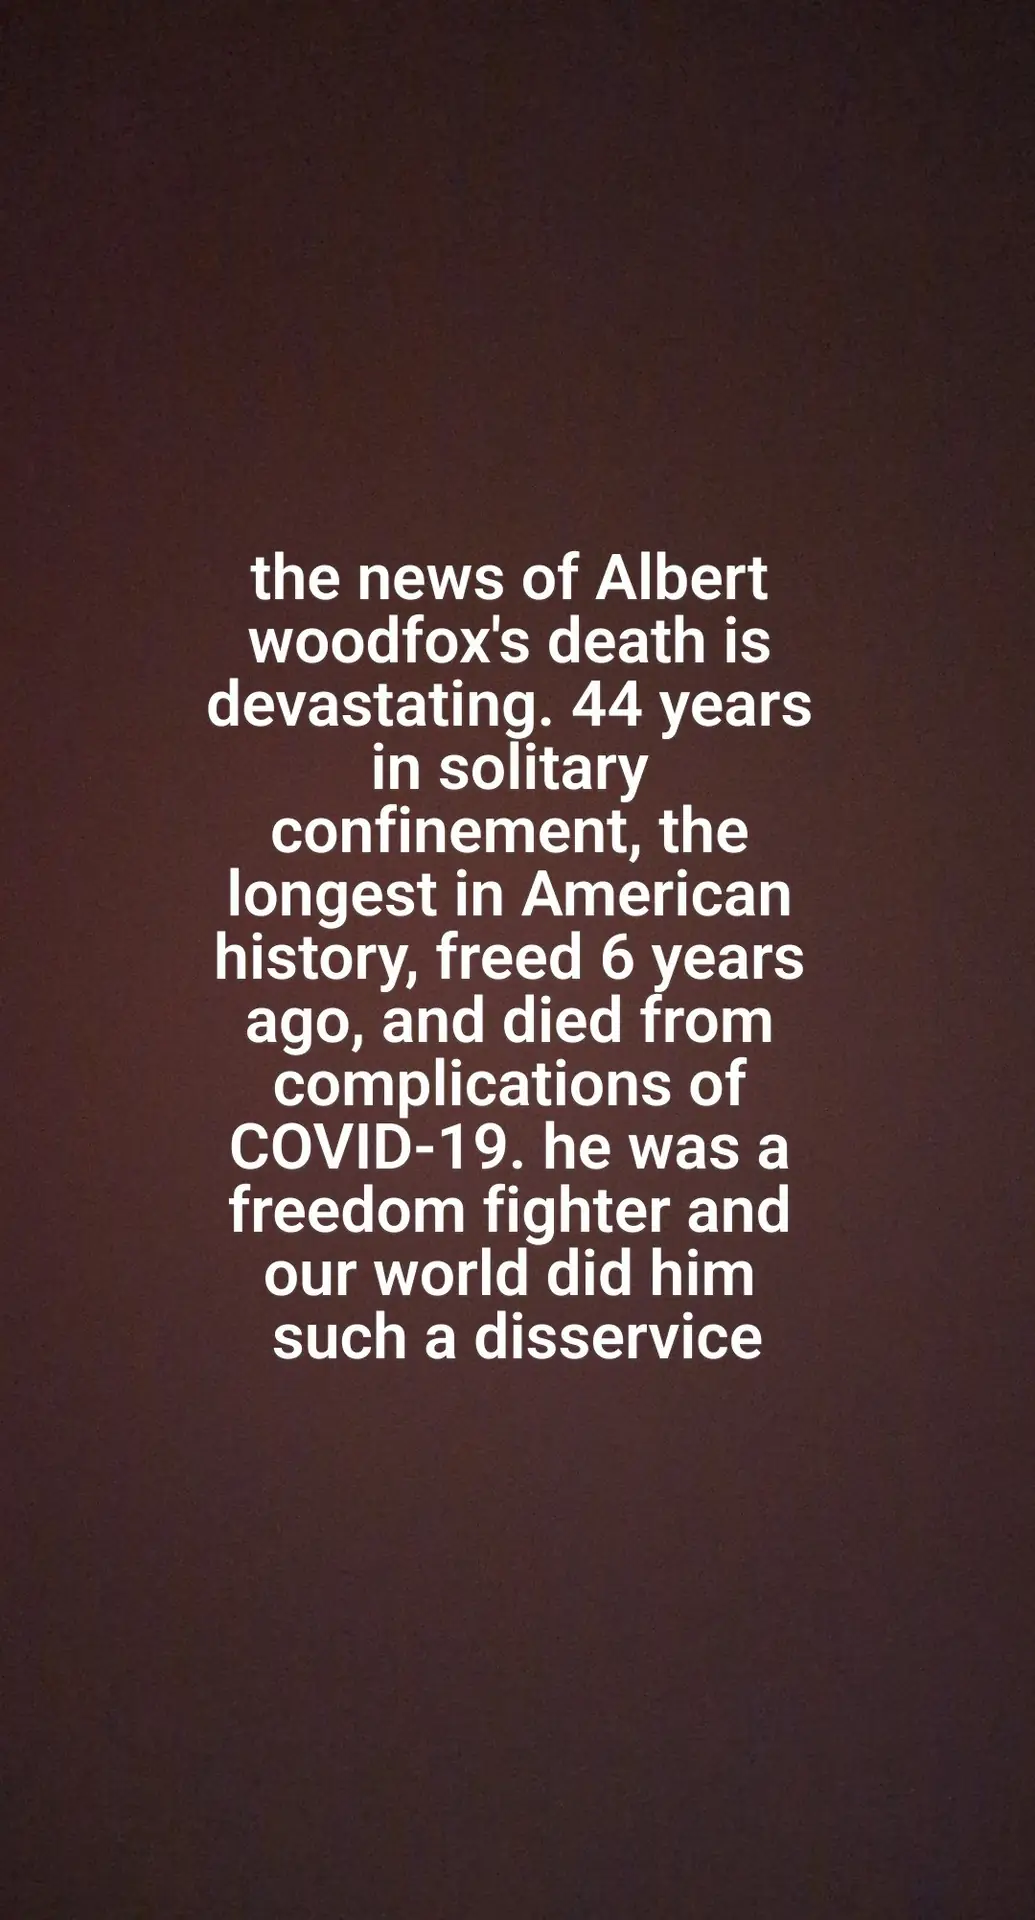 the news of Albert
woodfox's death is
devastating. 44 years
in solitary
confinement, the
longest in American
history, freed 6 years
ago, and died from
complications of
COVID-19. he was a
freedom fighter and
our world did him
such a disservice